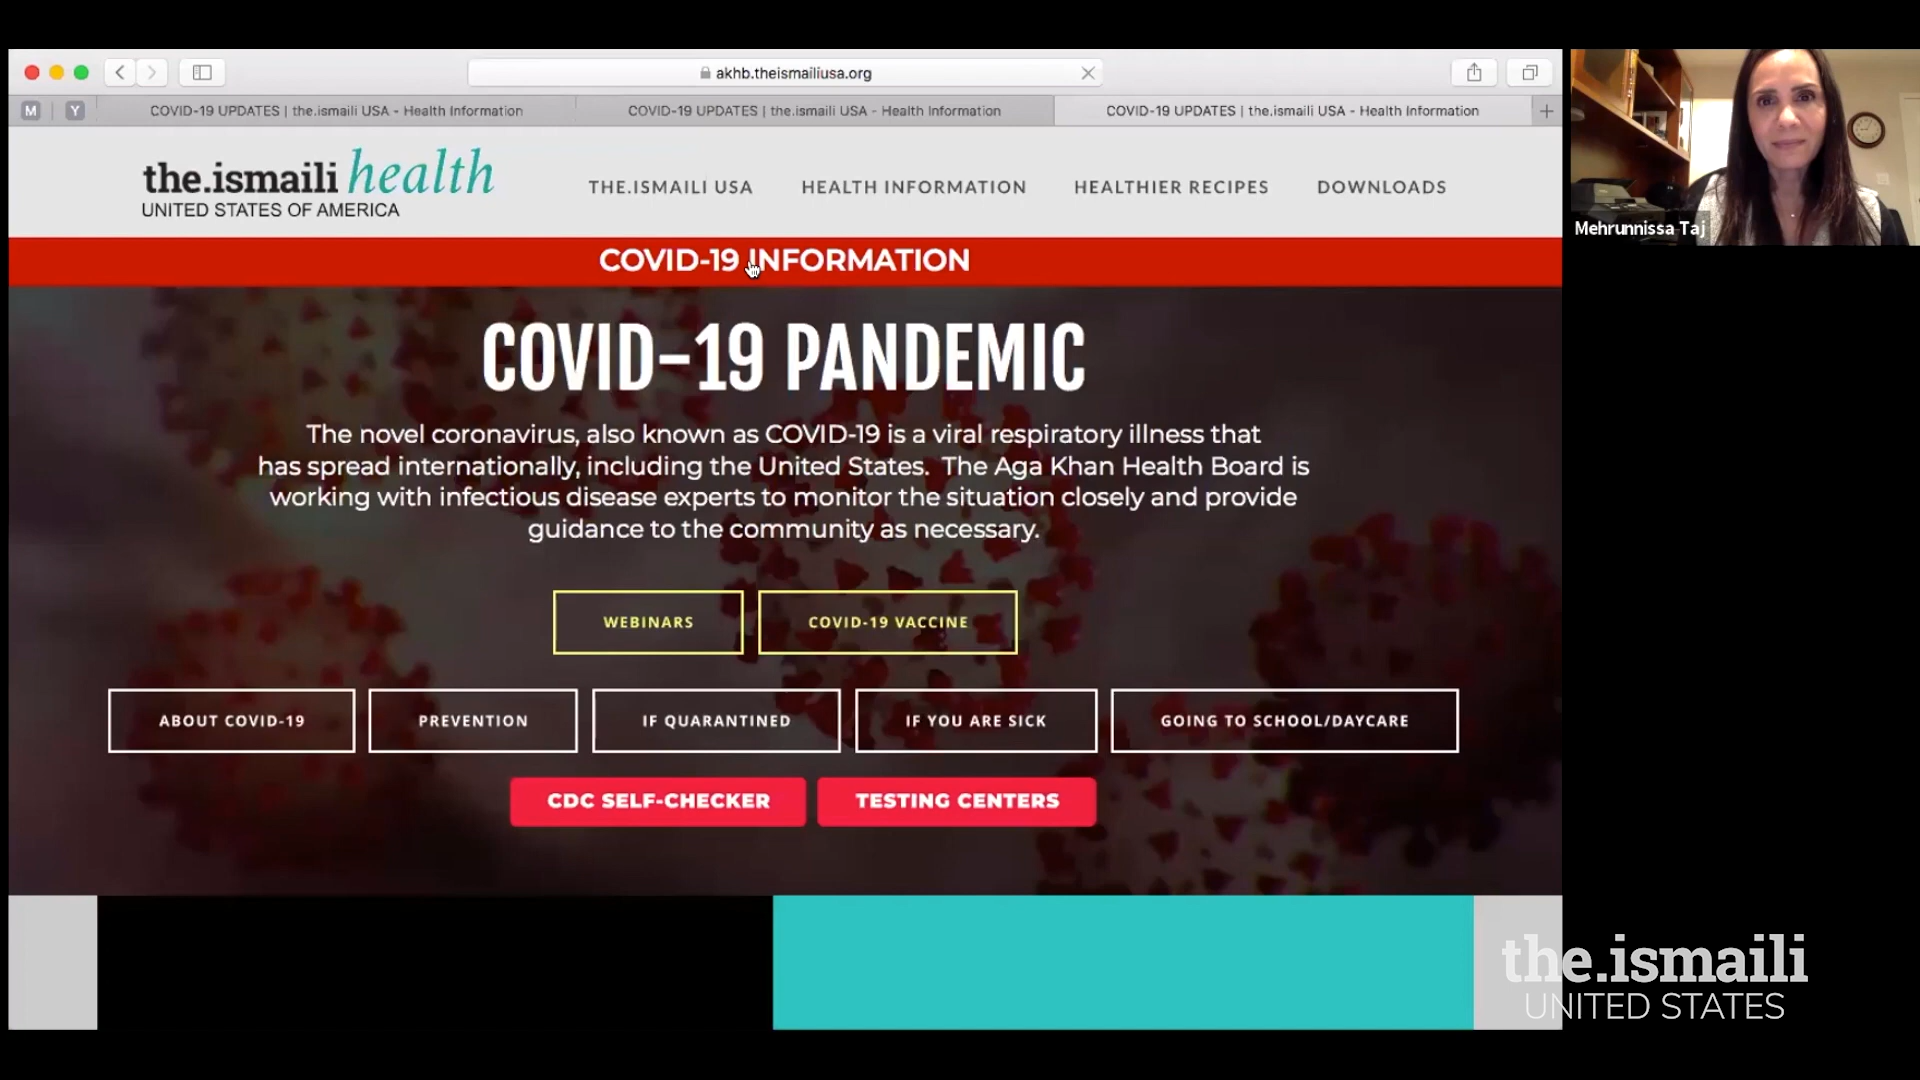 akhb.theismailiusa.org
M
Y
COVID-19 UPDATES | the.ismaili USA - Health Information
COVID-19 UPDATES | the.ismaili USA - Health Information
COVID-19 UPDATES | the.ismaili USA - Health Information
the.ismaili health
UNITED STATES OF AMERICA
THE.ISMAILI USA
HEALTH INFORMATION
HEALTHIER RECIPES
DOWNLOADS
Mehrunnissa Taj
COVID-19 INFORMATION
COVID-19 PANDEMIC
The novel coronavirus, also known as COVID-19 is a viral respiratory illness that
has spread internationally, including the United States. The Aga Khan Health Board is
working with infectious disease experts to monitor the situation closely and provide
guidance to the community as necessary.
WEBINARS
COVID-19 VACCINE
ABOUT COVID-19
PREVENTION
IF QUARANTINED
IF YOU ARE SICK
GOING TO SCHOOL/DAYCARE
CDC SELF-CHECKER
TESTING CENTERS
the.ismaili
UNITED STATES